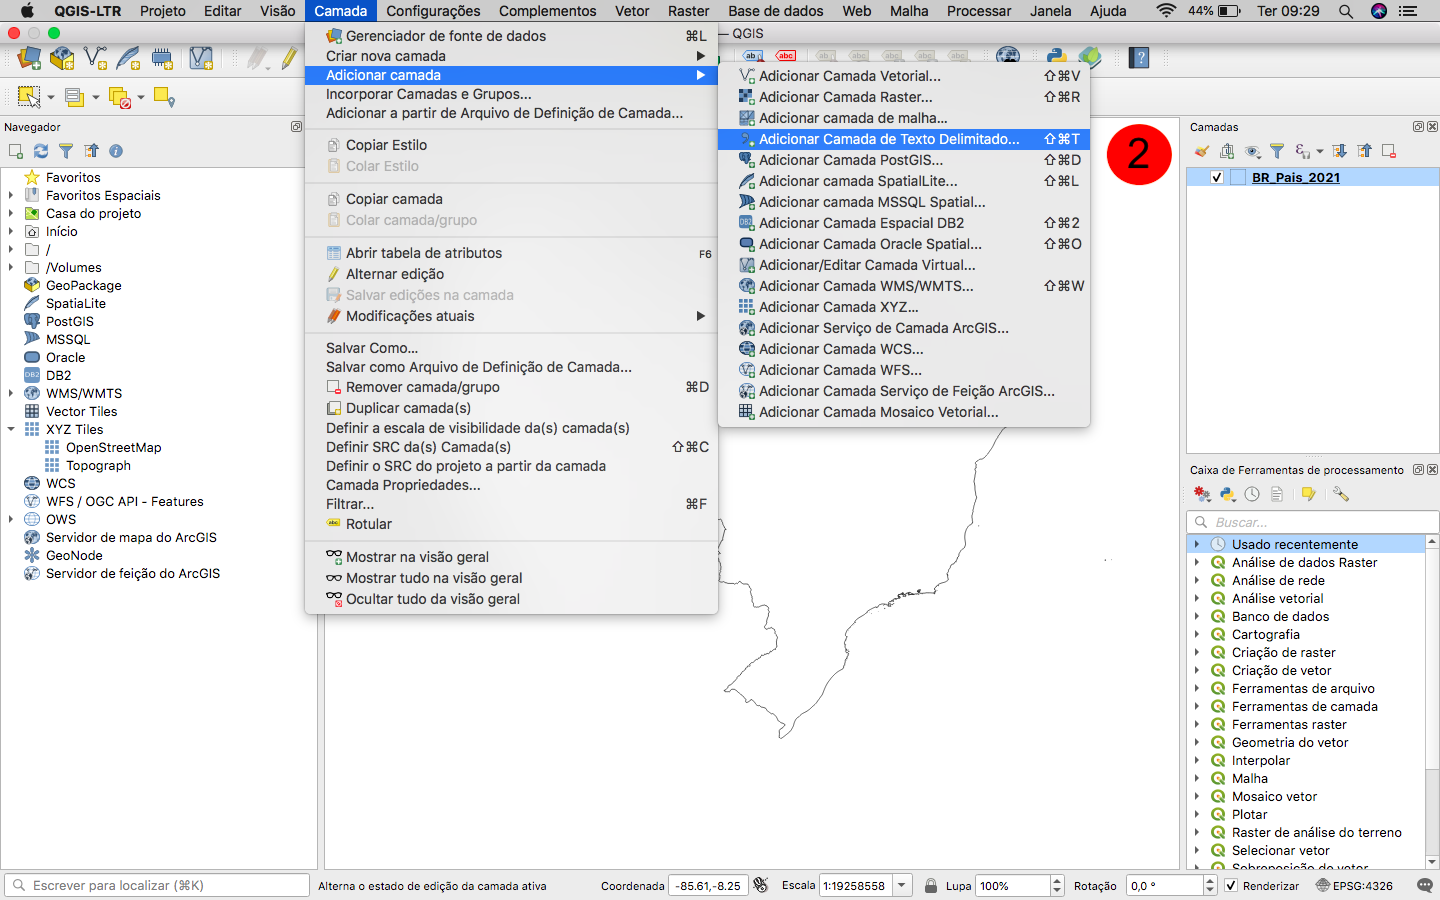 QGIS-LTR Projeto Editar Visão Camada Configurações Complementos Vetor Raster Base de dados Web Malha Processar Janela Ajuda 44% Ter 09:29
— QGIS
Gerenciador de fonte de dados ⌘L
Criar nova camada
Adicionar camada
Incorporar Camadas e Grupos...
Adicionar a partir de Arquivo de Definição de Camada...
Copiar Estilo
Colar Estilo
Copiar camada
Colar camada/grupo
Abrir tabela de atributos F6
Alternar edição
Salvar edições na camada
Modificações atuais
Salvar Como...
Salvar como Arquivo de Definição de Camada...
Remover camada/grupo ⌘D
Duplicar camada(s)
Definir a escala de visibilidade da(s) camada(s)
Definir SRC da(s) Camada(s) ⇧⌘C
Definir o SRC do projeto a partir da camada
Camada Propriedades...
Filtrar... ⌘F
abc Rotular
Mostrar na visão geral
Mostrar tudo na visão geral
Ocultar tudo da visão geral
Adicionar Camada Vetorial... ⇧⌘V
Adicionar Camada Raster... ⇧⌘R
Adicionar camada de malha...
Adicionar Camada de Texto Delimitado... ⇧⌘T
Adicionar Camada PostGIS... ⇧⌘D
Adicionar camada SpatialLite... ⇧⌘L
Adicionar camada MSSQL Spatial...
DB2 Adicionar Camada Espacial DB2 ⇧⌘2
Adicionar Camada Oracle Spatial... ⇧⌘O
Adicionar/Editar Camada Virtual...
Adicionar Camada WMS/WMTS... ⇧⌘W
Adicionar Camada XYZ...
Adicionar Serviço de Camada ArcGIS...
Adicionar Camada WCS...
Adicionar Camada WFS...
Adicionar Camada Serviço de Feição ArcGIS...
Adicionar Camada Mosaico Vetorial...
2
Navegador
Favoritos
Favoritos Espaciais
Casa do projeto
Início
/
/Volumes
GeoPackage
SpatiaLite
PostGIS
MSSQL
Oracle
DB2 DB2
WMS/WMTS
Vector Tiles
XYZ Tiles
OpenStreetMap
Topograph
WCS
WFS / OGC API - Features
OWS
Servidor de mapa do ArcGIS
GeoNode
Servidor de feição do ArcGIS
Camadas
BR_Pais_2021
Caixa de Ferramentas de processamento
Buscar...
Usado recentemente
Análise de dados Raster
Análise de rede
Análise vetorial
Banco de dados
Cartografia
Criação de raster
Criação de vetor
Ferramentas de arquivo
Ferramentas de camada
Ferramentas raster
Geometria do vetor
Interpolar
Malha
Mosaico vetor
Plotar
Raster de análise do terreno
Selecionar vetor
Sobreposição de vetor
Escrever para localizar (⌘K) Alterna o estado de edição da camada ativa Coordenada -85.61,-8.25 Escala 1:19258558 Lupa 100% Rotação 0,0 ° Renderizar EPSG:4326